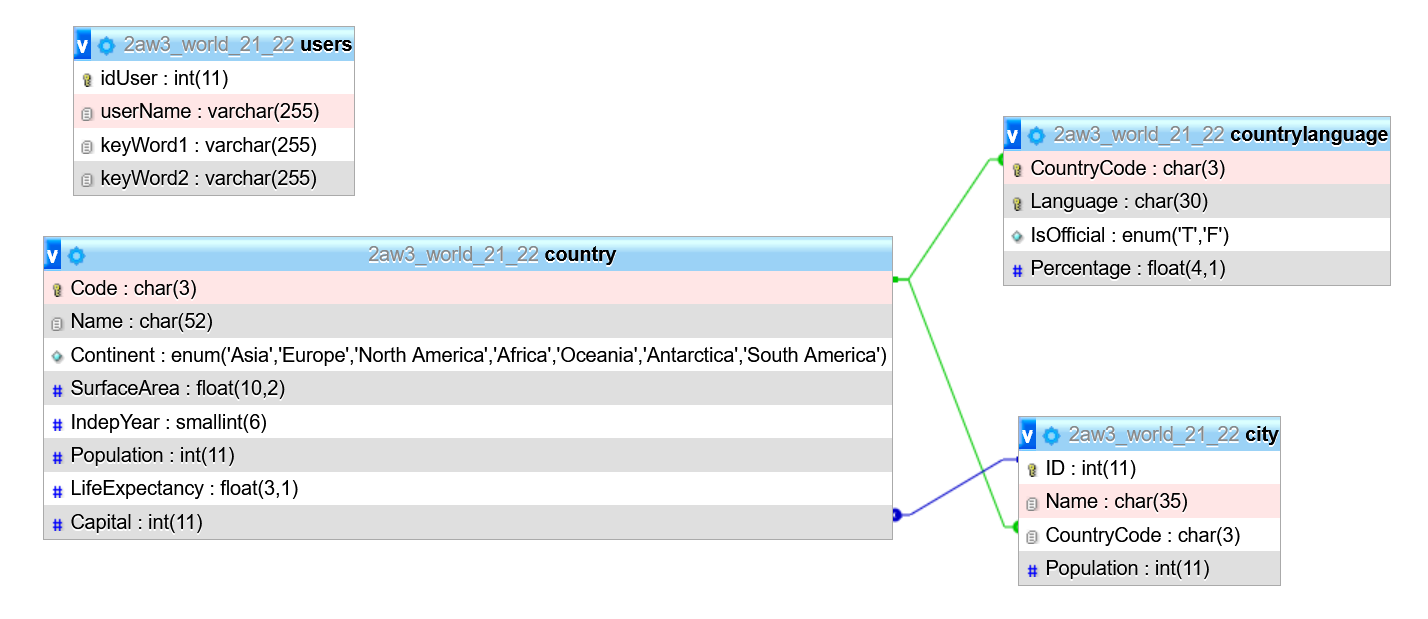 v 2aw3_world_21_22 users
idUser : int(11)
userName : varchar(255)
keyWord1 : varchar(255)
keyWord2 : varchar(255)
v 2aw3_world_21_22 countrylanguage
CountryCode : char(3)
Language : char(30)
IsOfficial : enum('T','F')
# Percentage : float(4,1)
v 2aw3_world_21_22 country
Code : char(3)
Name : char(52)
Continent : enum('Asia','Europe','North America','Africa','Oceania','Antarctica','South America')
# SurfaceArea : float(10,2)
# IndepYear : smallint(6)
# Population : int(11)
# LifeExpectancy : float(3,1)
# Capital : int(11)
v 2aw3_world_21_22 city
ID : int(11)
Name : char(35)
CountryCode : char(3)
# Population : int(11)